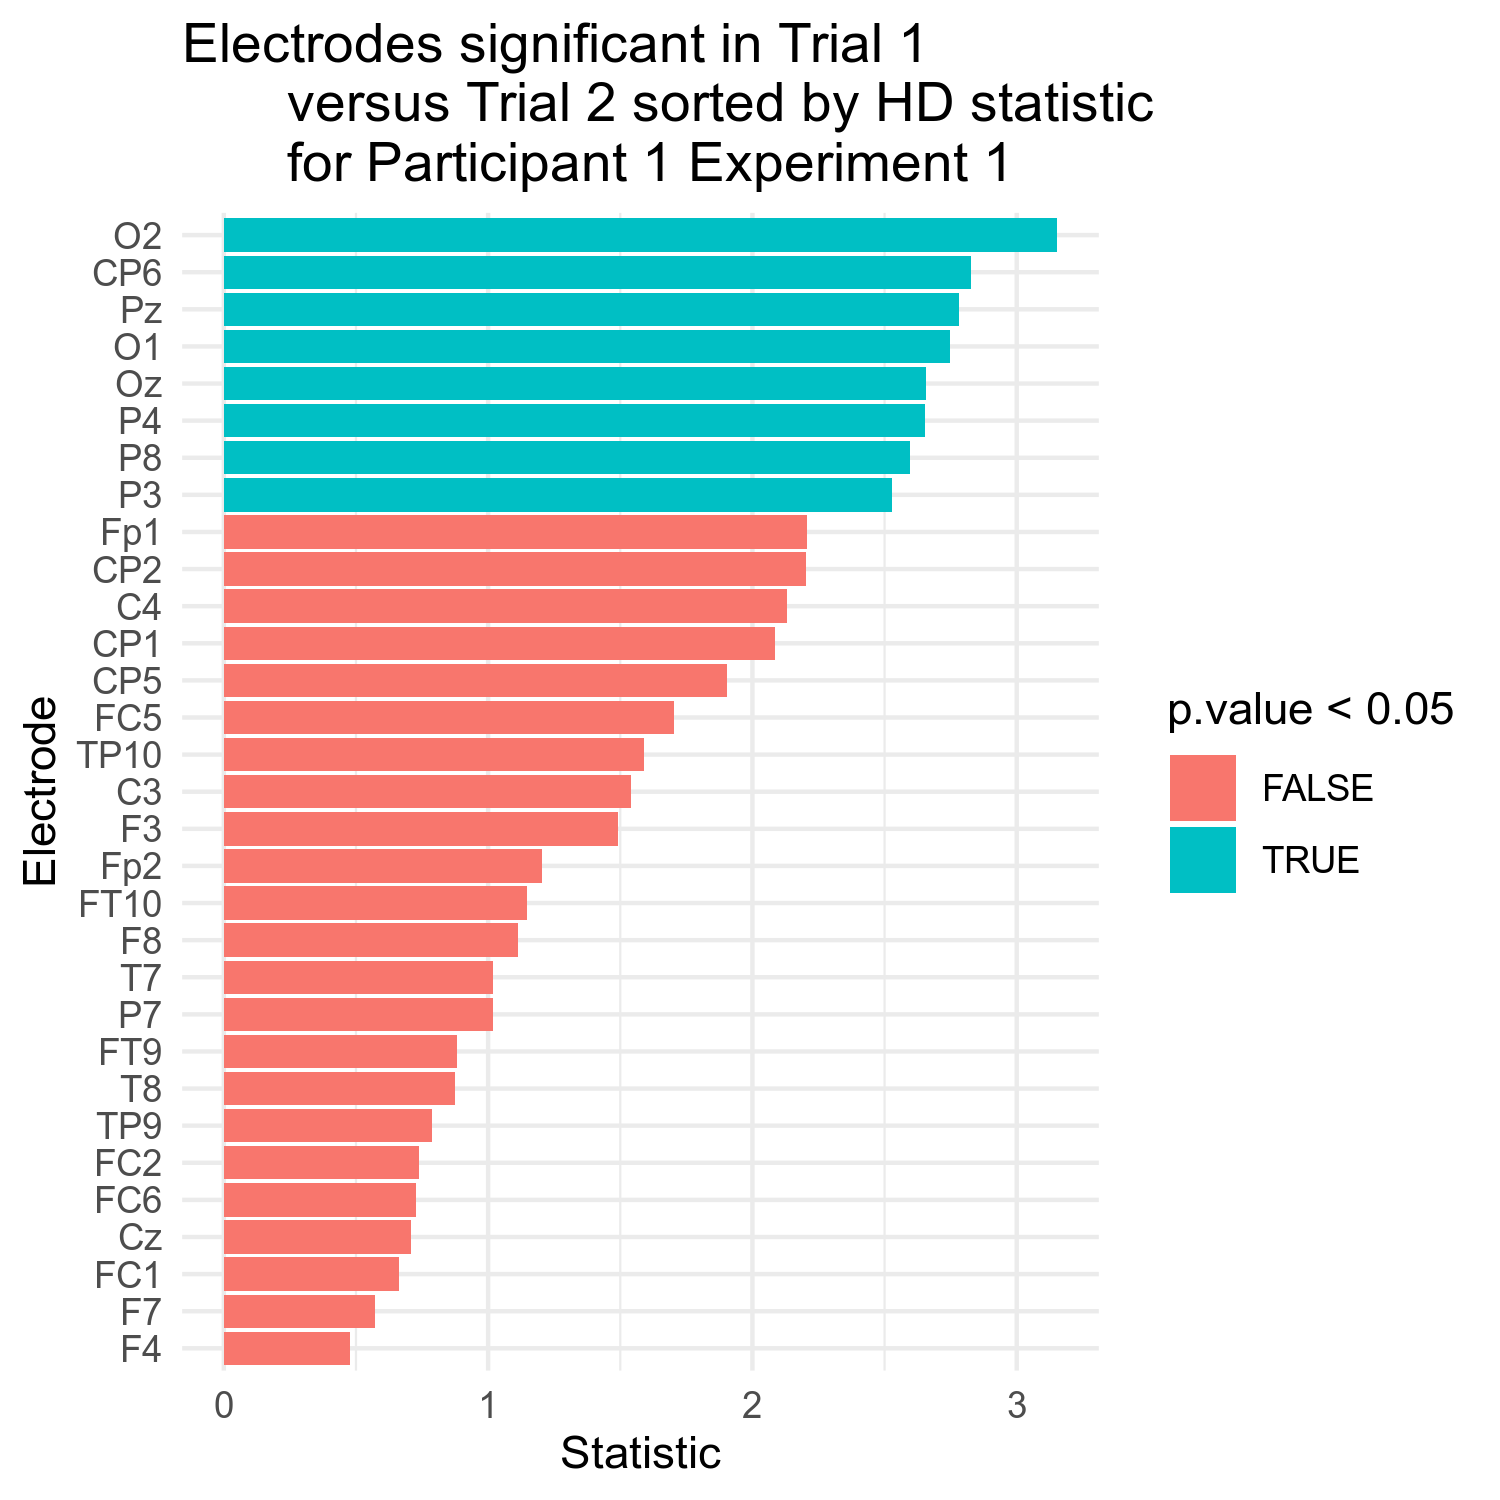 Electrodes significant in Trial 1
versus Trial 2 sorted by HD statistic
for Participant 1 Experiment 1
O2
CP6
Pz
O1
Oz
P4
P8
P3
Fp1
CP2
C4
CP1
CP5
FC5
TP10
C3
F3
Fp2
FT10
F8
T7
P7
FT9
T8
TP9
FC2
FC6
Cz
FC1
F7
F4
Electrode
0 1 2 3
Statistic
p.value < 0.05
FALSE
TRUE